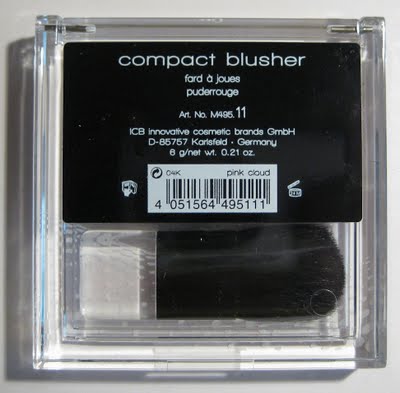 compact blusher
fard à joues
puderrouge
Art. No. M495.11
ICB innovative cosmetic brands GmbH
D-85757 Karlsfeld • Germany
6 g/net wt. 0.21 oz.
04K pink cloud
4 051564 495111